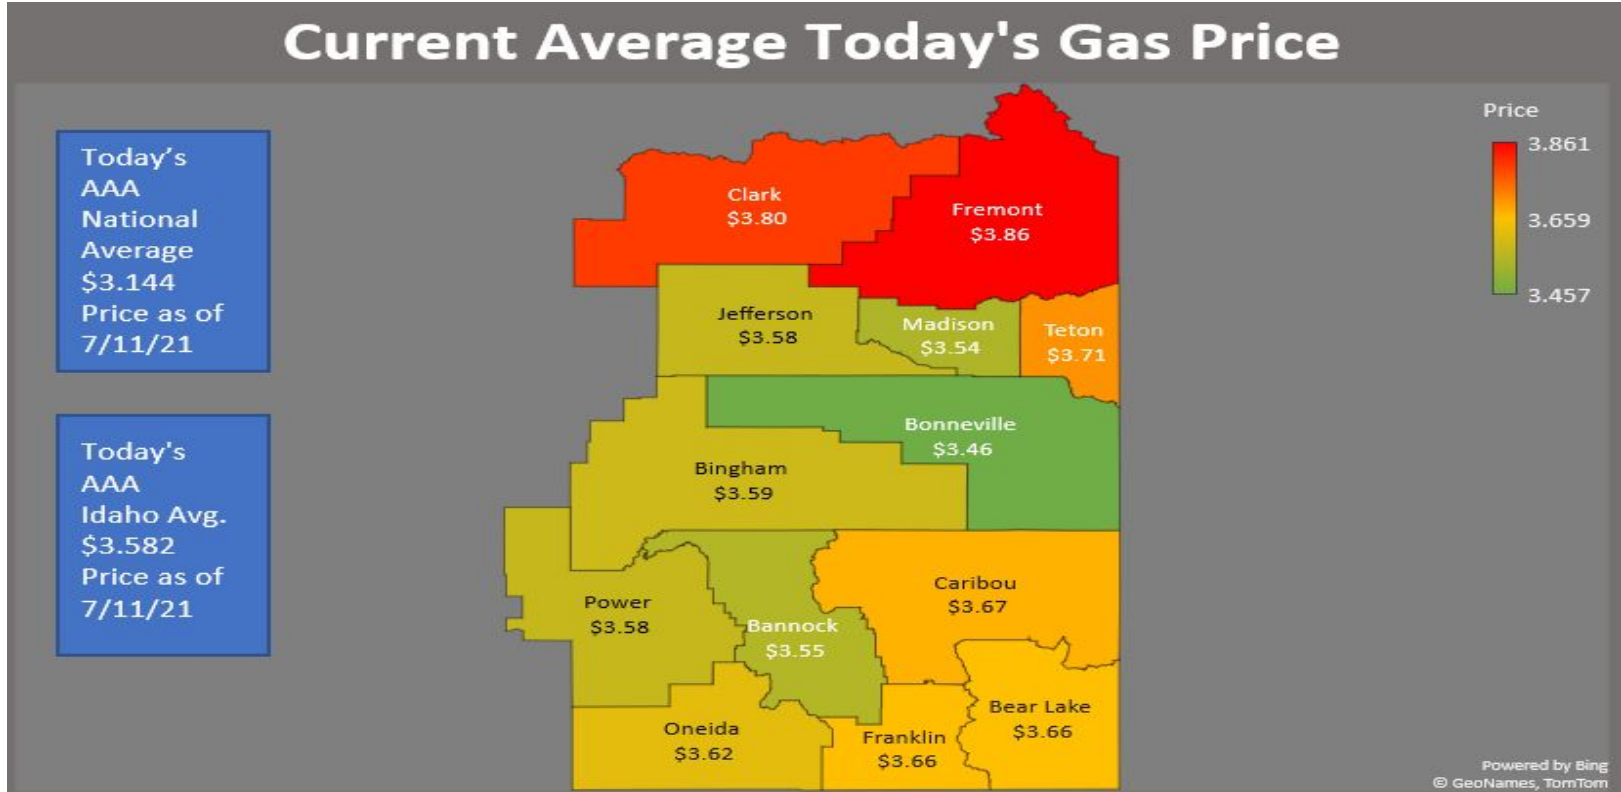 Current Average Today's Gas Price
Today’s
AAA
National
Average
$3.144
Price as of
7/11/21
Today's
AAA
Idaho Avg.
$3.582
Price as of
7/11/21
Clark
$3.80
Fremont
$3.86
Jefferson
$3.58
Madison
$3.54
Teton
$3.71
Bonneville
$3.46
Bingham
$3.59
Power
$3.58
Bannock
$3.55
Caribou
$3.67
Oneida
$3.62
Franklin
$3.66
Bear Lake
$3.66
Price
3.861
3.659
3.457
Powered by Bing
© GeoNames, TomTom